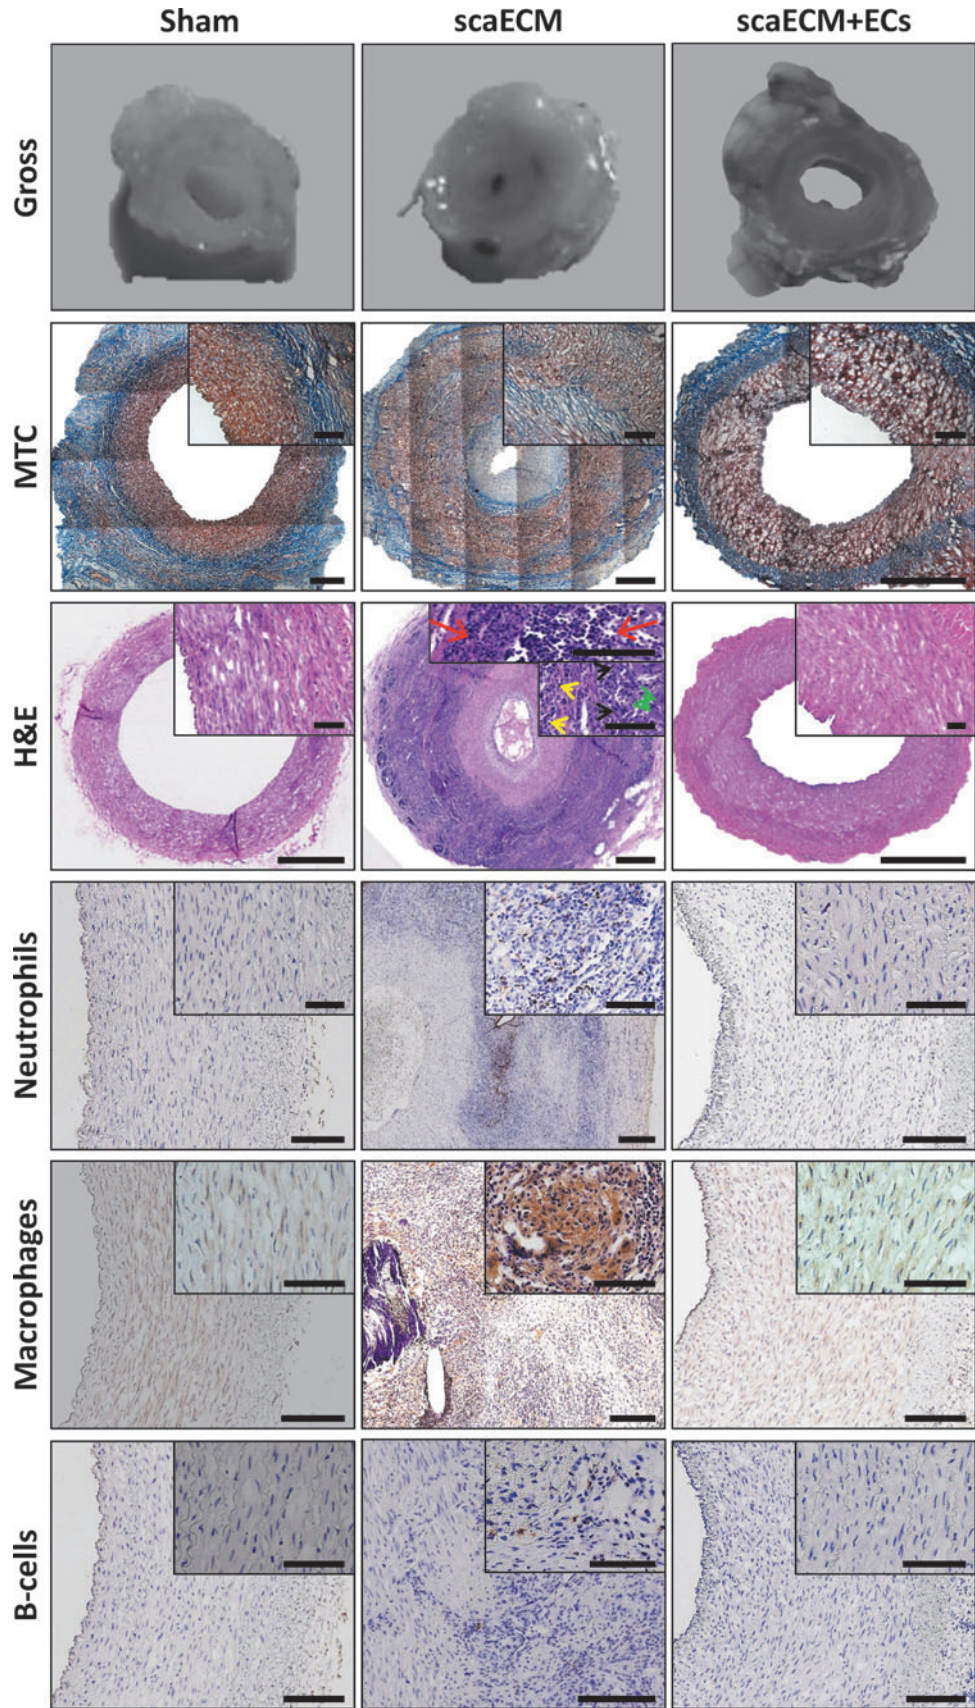 Sham scaECM scaECM+ECs
Gross
MTC
H&E
Neutrophils
Macrophages
B-cells